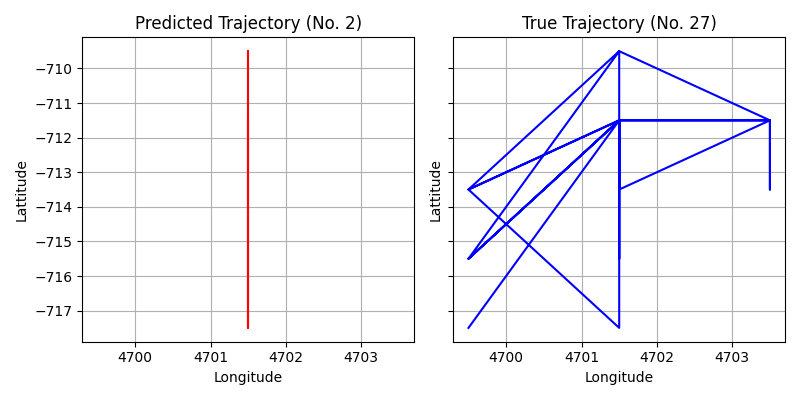 Predicted Trajectory (No. 2)
True Trajectory (No. 27)
Lattitude
−710
−711
−712
−713
−714
−715
−716
−717
4700
4701
4702
4703
Longitude
Lattitude
4700
4701
4702
4703
Longitude